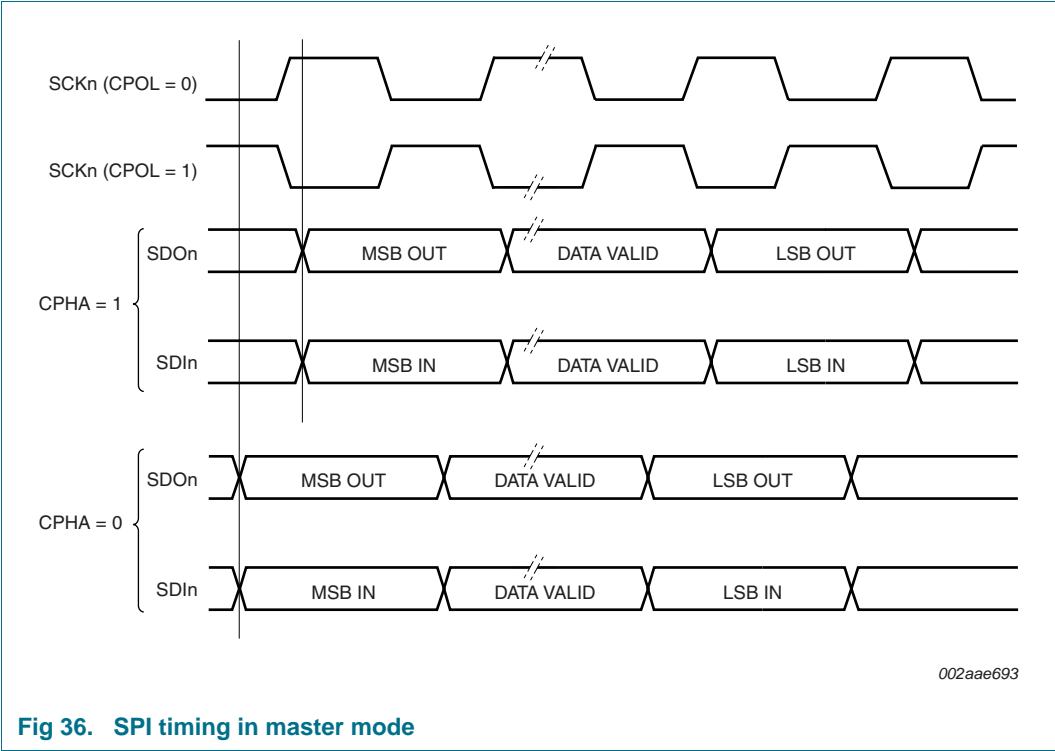 SCKn (CPOL = 0)
SCKn (CPOL = 1)
SDOn
MSB OUT
DATA VALID
LSB OUT
CPHA = 1
SDIn
MSB IN
DATA VALID
LSB IN
SDOn
MSB OUT
DATA VALID
LSB OUT
CPHA = 0
SDIn
MSB IN
DATA VALID
LSB IN
002aae693
Fig 36. SPI timing in master mode